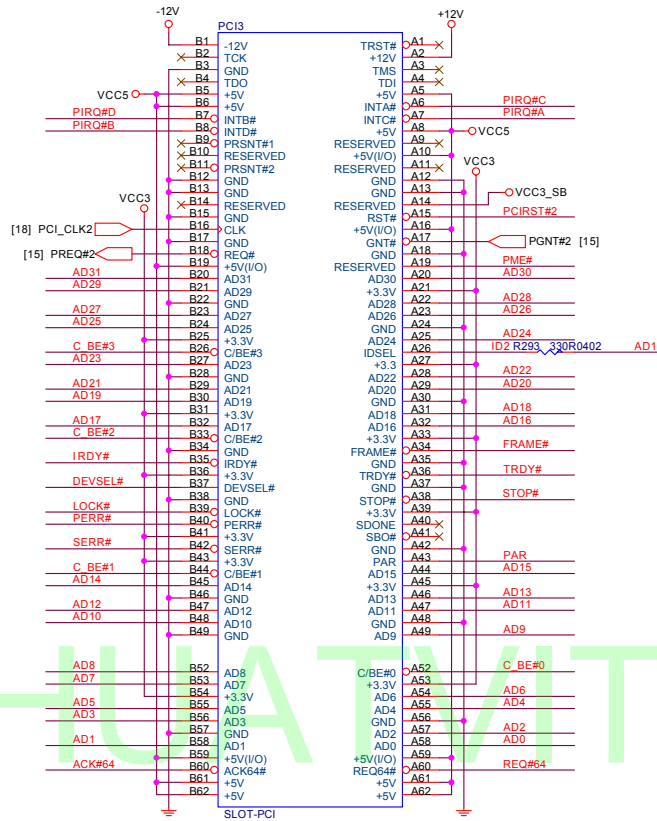 -12V +12V
PCI3
B1 -12V TRST# A1
B2 TCK +12V A2
B3 GND TMS A3
B4 TDO TDI A4
VCC5 B5 +5V +5V A5
B6 +5V INTA# A6 PIRQ#C
PIRQ#D B7 INTB# INTC# A7 PIRQ#A
PIRQ#B B8 INTD# +5V A8 VCC5
B9 PRSNT#1 RESERVED A9
B10 RESERVED +5V(I/O) A10
B11 PRSNT#2 RESERVED A11 VCC3
B12 GND GND A12
B13 GND GND A13
VCC3 B14 RESERVED RESERVED A14 VCC3_SB
B15 GND RST# A15 PCIRST#2
[18] PCI_CLK2 B16 CLK +5V(I/O) A16
B17 GND GNT# A17 PGNT#2 [15]
[15] PREQ#2 B18 REQ# GND A18
B19 +5V(I/O) RESERVED A19 PME#
AD31 B20 AD31 AD30 A20 AD30
AD29 B21 AD29 +3.3V A21
B22 GND AD28 A22 AD28
AD27 B23 AD27 AD26 A23 AD26
AD25 B24 AD25 GND A24
B25 +3.3V AD24 A25 AD24
C_BE#3 B26 C/BE#3 IDSEL A26 ID2 R293 330R0402 AD1
AD23 B27 AD23 +3.3 A27
B28 GND AD22 A28 AD22
AD21 B29 AD21 AD20 A29 AD20
AD19 B30 AD19 GND A30
B31 +3.3V AD18 A31 AD18
AD17 B32 AD17 AD16 A32 AD16
C_BE#2 B33 C/BE#2 +3.3V A33
B34 GND FRAME# A34 FRAME#
IRDY# B35 IRDY# GND A35
B36 +3.3V TRDY# A36 TRDY#
DEVSEL# B37 DEVSEL# GND A37
B38 GND STOP# A38 STOP#
LOCK# B39 LOCK# +3.3V A39
PERR# B40 PERR# SDONE A40
B41 +3.3V SBO# A41
SERR# B42 SERR# GND A42
B43 +3.3V PAR A43 PAR
C_BE#1 B44 C/BE#1 AD15 A44 AD15
AD14 B45 AD14 +3.3V A45
B46 GND AD13 A46 AD13
AD12 B47 AD12 AD11 A47 AD11
AD10 B48 AD10 GND A48
B49 GND AD9 A49 AD9
AD8 B52 AD8 C/BE#0 A52 C_BE#0
AD7 B53 AD7 +3.3V A53
B54 +3.3V AD6 A54 AD6
AD5 B55 AD5 AD4 A55 AD4
AD3 B56 AD3 GND A56
B57 GND AD2 A57 AD2
AD1 B58 AD1 AD0 A58 AD0
B59 +5V(I/O) +5V(I/O) A59
ACK#64 B60 ACK64# REQ64# A60 REQ#64
B61 +5V +5V A61
B62 +5V +5V A62
SLOT-PCI
HUATVIT